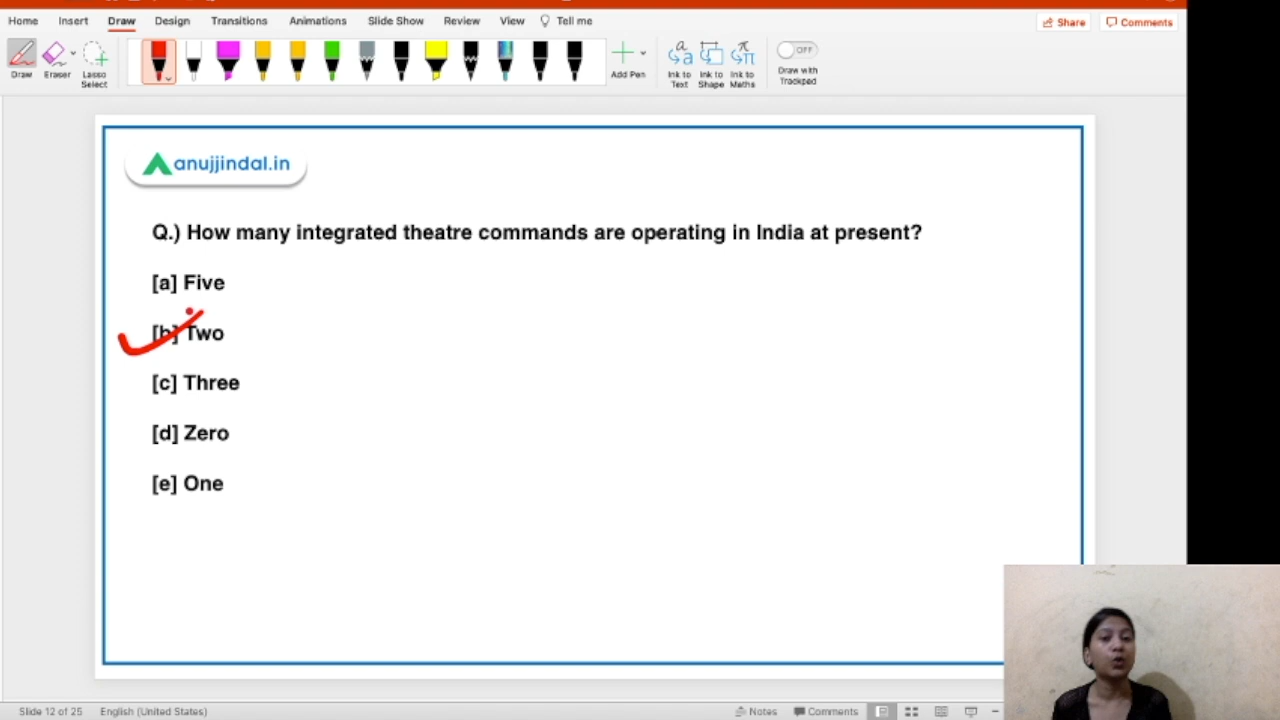 Home Insert Draw Design Transitions Animations Slide Show Review View Tell me Share Comments
Draw Eraser Lasso Select Add Pen Ink to Text Ink to Shape Ink to Maths OFF Draw with Trackpad
anujjindal.in
Q.) How many integrated theatre commands are operating in India at present?
[a] Five
[b] Two
[c] Three
[d] Zero
[e] One
Slide 12 of 25 English (United States) Notes Comments